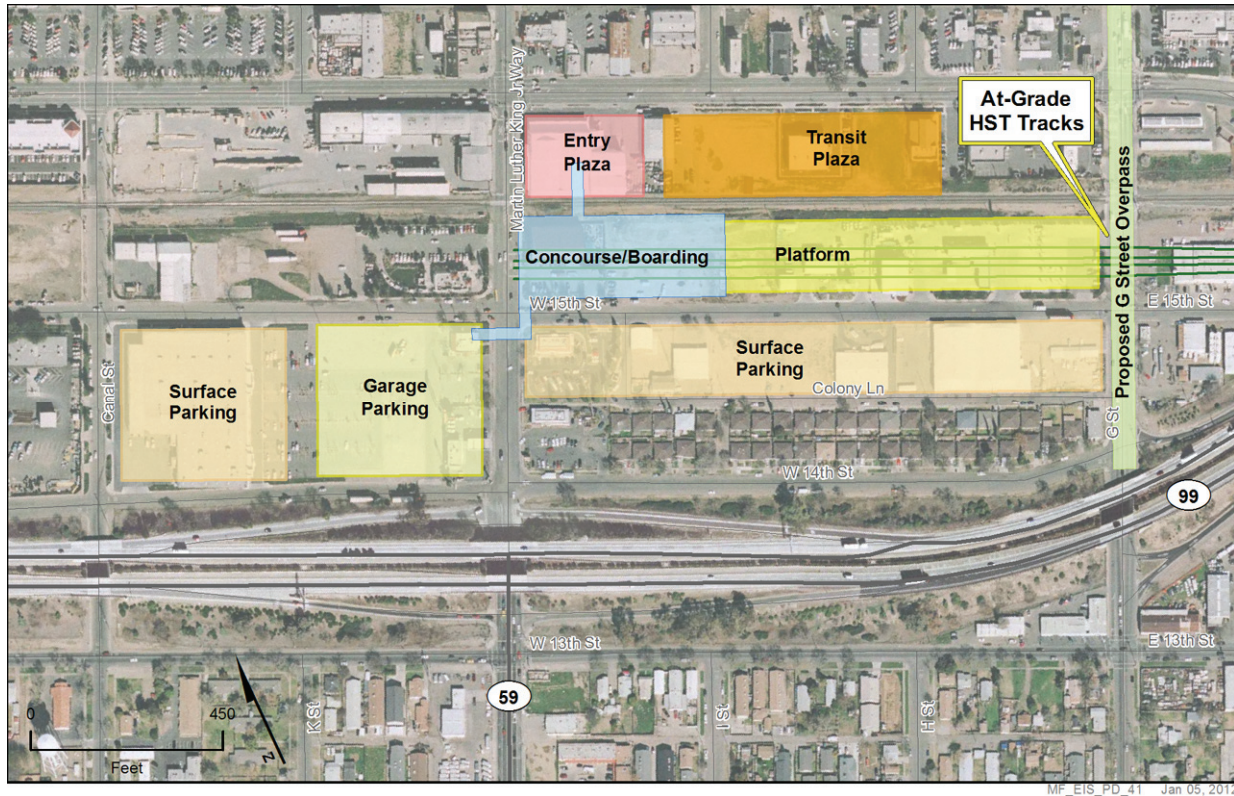 Martin Luther King Jr Way
Entry
Plaza
Transit
Plaza
At-Grade
HST Tracks
Proposed G Street Overpass
Concourse/Boarding
Platform
W 15th St
E 15th St
Canal St
Surface
Parking
Garage
Parking
Surface
Parking
Colony Ln
G St
W 14th St
99
W 13th St
E 13th St
59
K St
I St
H St
0
450
Feet
N
MF_EIS_PD_41 Jan 05, 2012